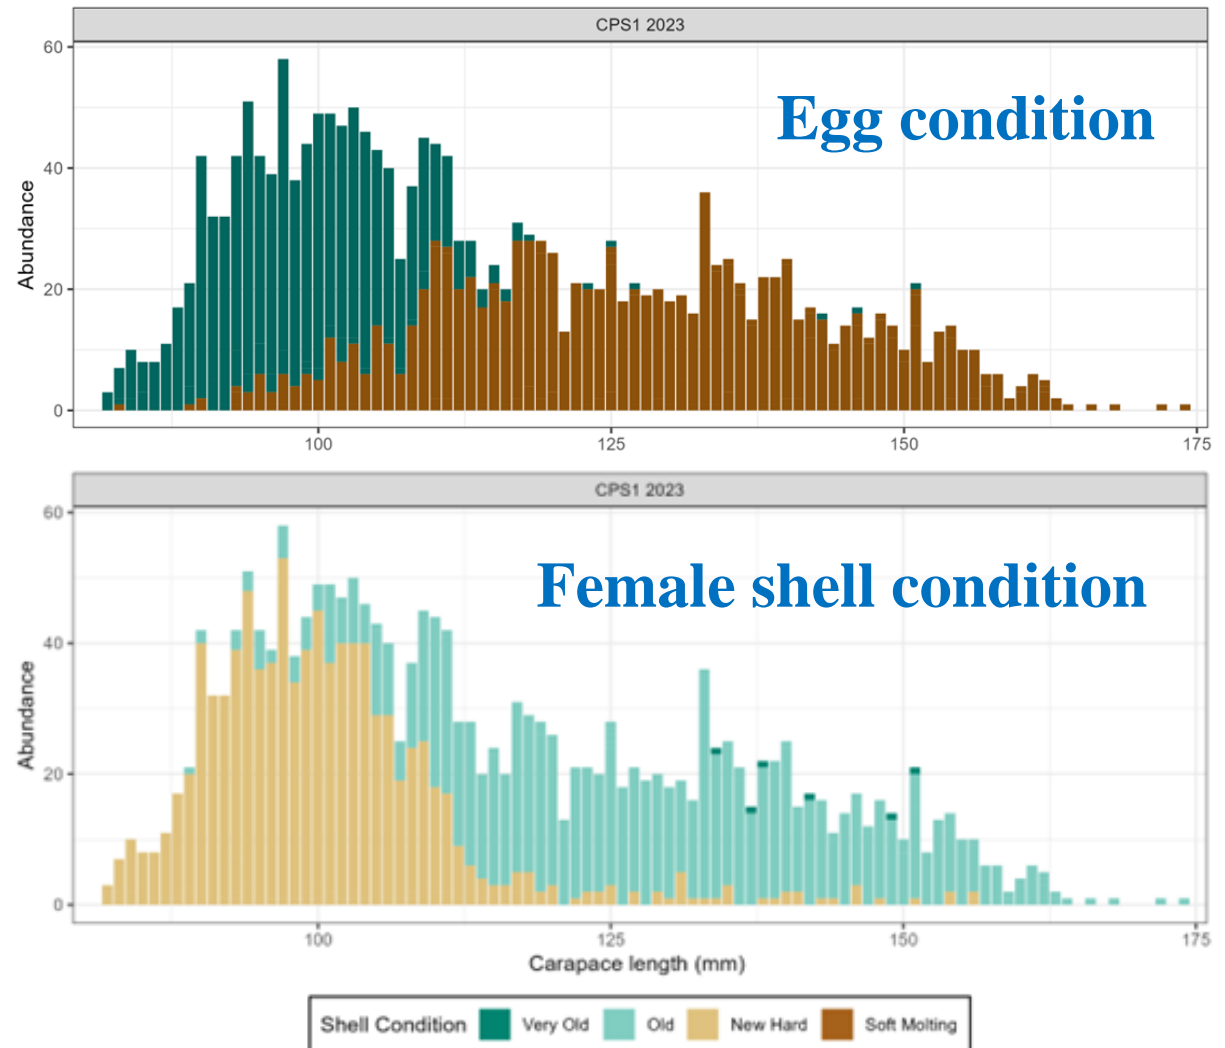 CPS1 2023
Egg condition
Abundance
60
40
20
0
100 125 150 175
CPS1 2023
Female shell condition
Abundance
60
40
20
0
100 125 150 175
Carapace length (mm)
Shell Condition Very Old Old New Hard Soft Molting